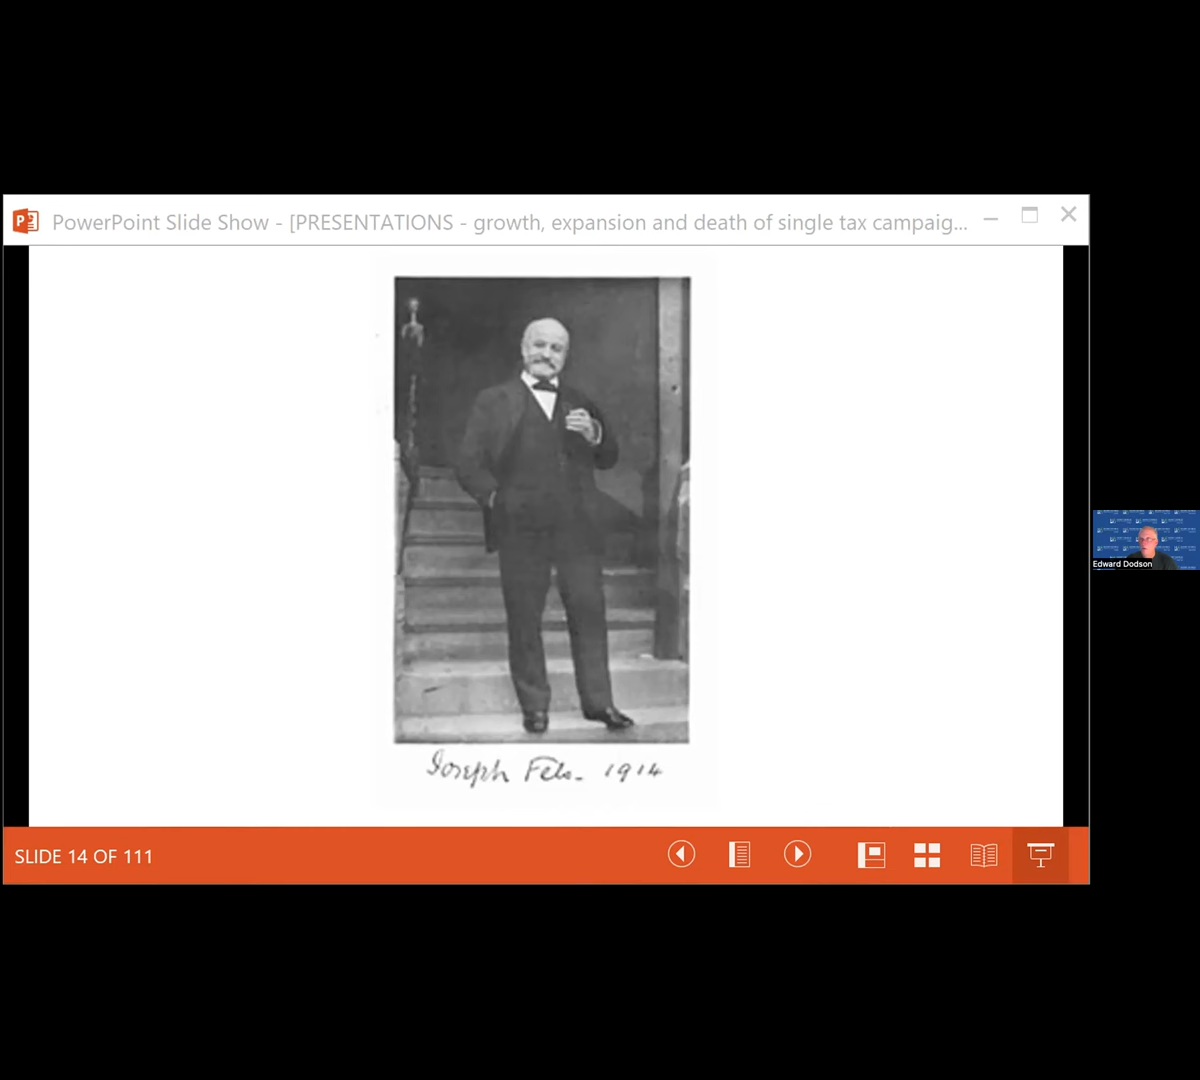 PowerPoint Slide Show - [PRESENTATIONS - growth, expansion and death of single tax campaig...
Joseph Fels. 1914
Edward Dodson
SLIDE 14 OF 111